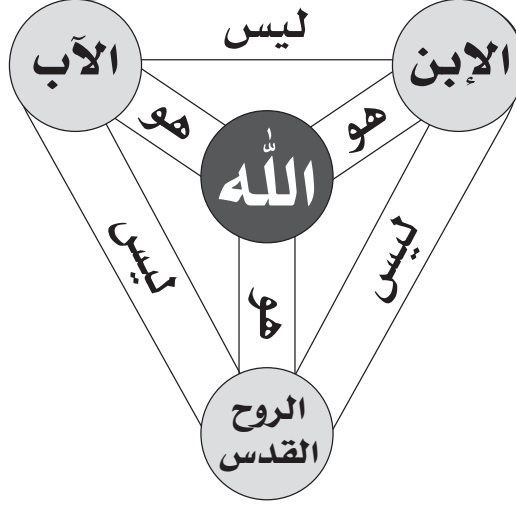 ليس
الإبن
الآب
هو
هو
الله
ليس
ليس
هو
الروح
القدس